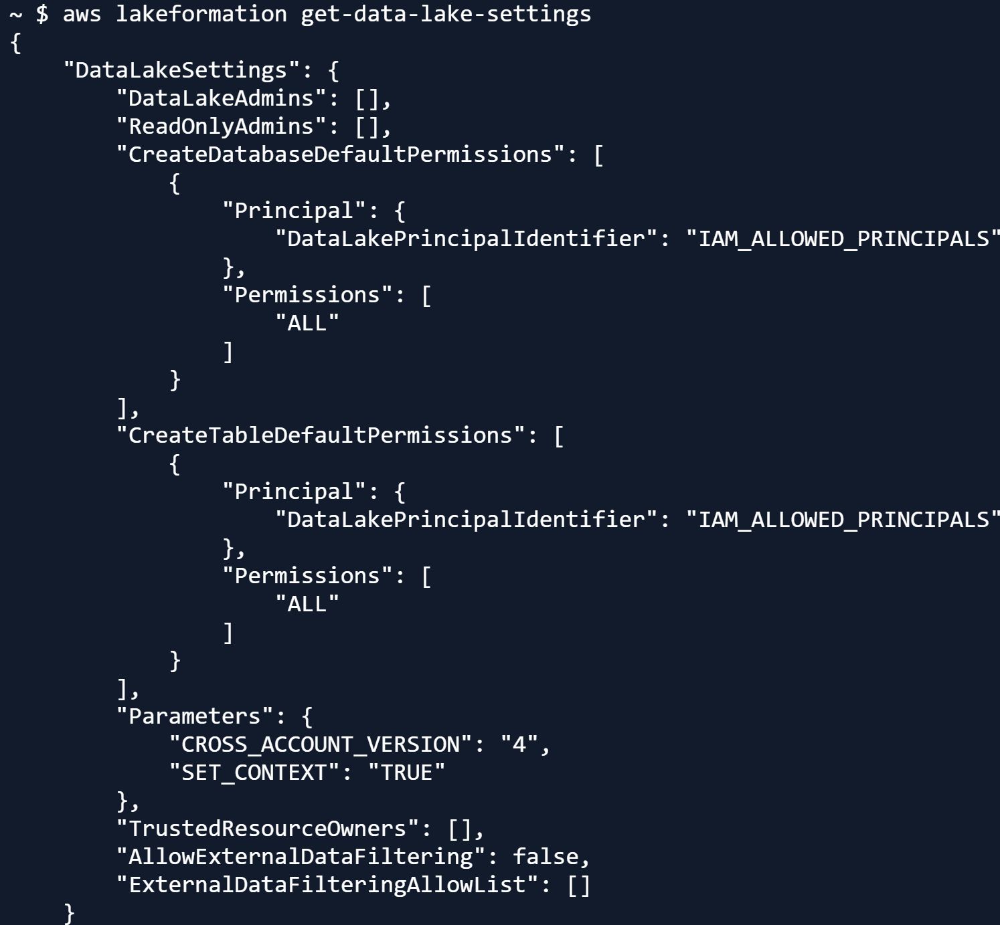 ~ $ aws lakeformation get-data-lake-settings
{
    "DataLakeSettings": {
        "DataLakeAdmins": [],
        "ReadOnlyAdmins": [],
        "CreateDatabaseDefaultPermissions": [
            {
                "Principal": {
                    "DataLakePrincipalIdentifier": "IAM_ALLOWED_PRINCIPALS"
                },
                "Permissions": [
                    "ALL"
                ]
            }
        ],
        "CreateTableDefaultPermissions": [
            {
                "Principal": {
                    "DataLakePrincipalIdentifier": "IAM_ALLOWED_PRINCIPALS"
                },
                "Permissions": [
                    "ALL"
                ]
            }
        ],
        "Parameters": {
            "CROSS_ACCOUNT_VERSION": "4",
            "SET_CONTEXT": "TRUE"
        },
        "TrustedResourceOwners": [],
        "AllowExternalDataFiltering": false,
        "ExternalDataFilteringAllowList": []
    }